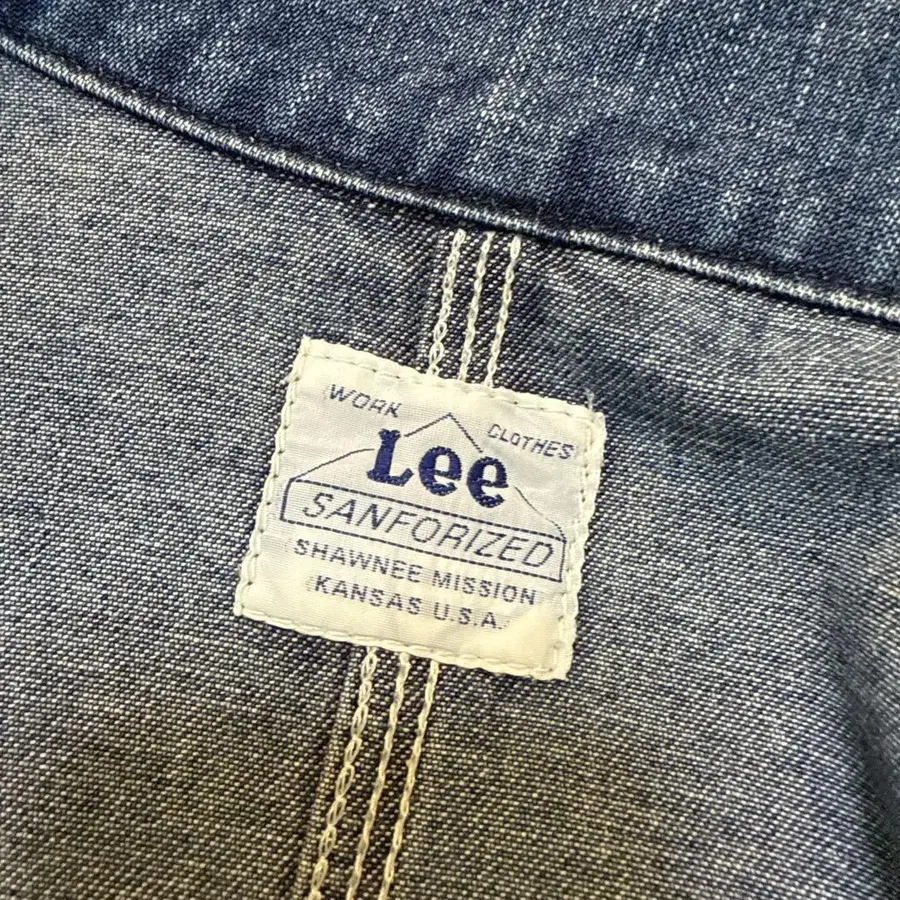 WORK CLOTHES
Lee
SANFORIZED
SHAWNEE MISSION
KANSAS U.S.A.